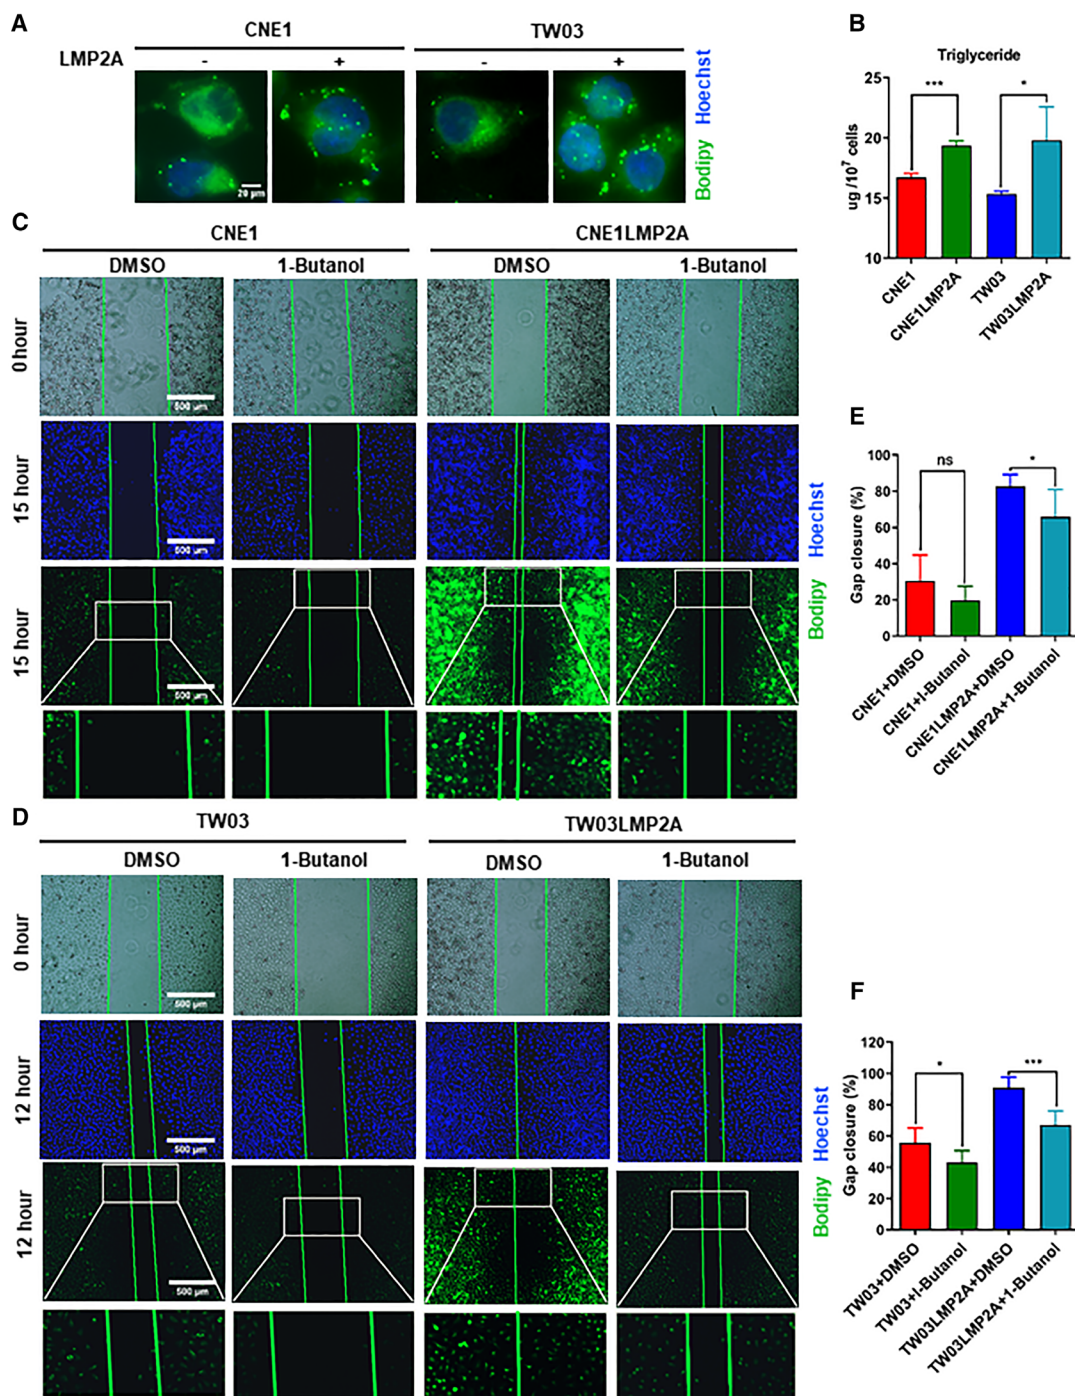 A
CNE1
TW03
LMP2A
- + - +
20 µm
Bodipy Hoechst
B
Triglyceride
*** *
ug /10⁷ cells
25
20
15
10
CNE1
CNE1LMP2A
TW03
TW03LMP2A
C
CNE1
CNE1LMP2A
DMSO 1-Butanol DMSO 1-Butanol
0 hour
500 µm
15 hour
500 µm
15 hour
500 µm
Bodipy Hoechst
E
ns *
Gap closure (%)
100
80
60
40
20
0
CNE1+DMSO
CNE1+I-Butanol
CNE1LMP2A+DMSO
CNE1LMP2A+1-Butanol
D
TW03
TW03LMP2A
DMSO 1-Butanol DMSO 1-Butanol
0 hour
500 µm
12 hour
500 µm
12 hour
500 µm
Bodipy Hoechst
F
* ***
Gap closure (%)
120
100
80
60
40
20
0
TW03+DMSO
TW03+I-Butanol
TW03LMP2A+DMSO
TW03LMP2A+1-Butanol